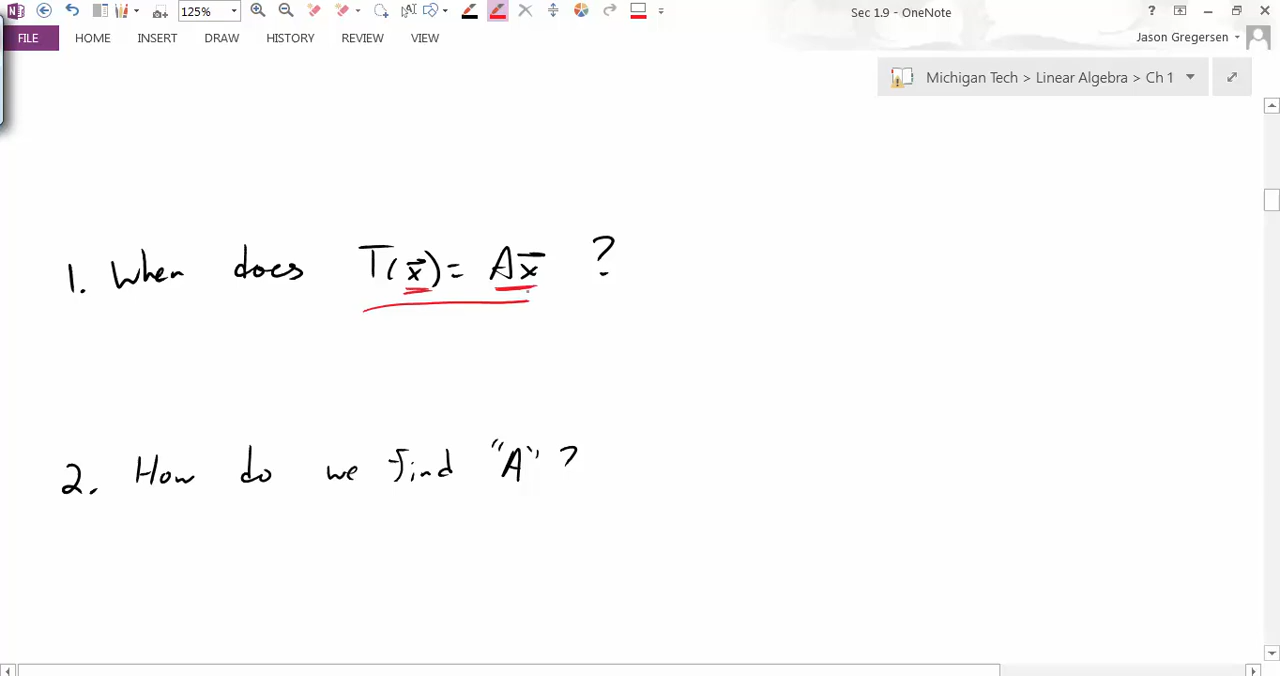 125%
Sec 1.9 - OneNote
?
FILE HOME INSERT DRAW HISTORY REVIEW VIEW
Jason Gregersen
Michigan Tech > Linear Algebra > Ch 1
1. When does T(x⃗) = Ax⃗ ?
2. How do we find "A" ?